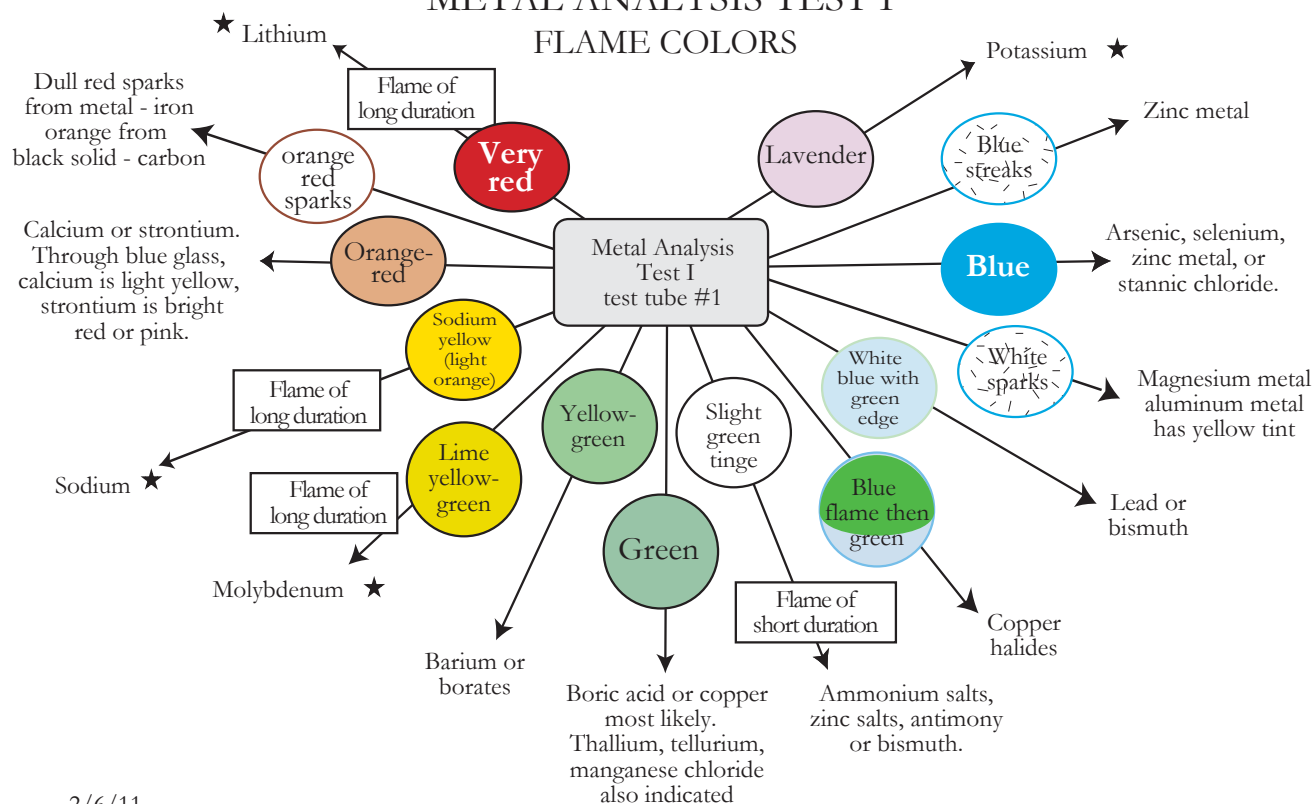 METAL ANALYSIS TEST I
FLAME COLORS
Lithium
Flame of
long duration
Very
red
Dull red sparks
from metal - iron
orange from
black solid - carbon
orange
red
sparks
Calcium or strontium.
Through blue glass,
calcium is light yellow,
strontium is bright
red or pink.
Orange-
red
Sodium
yellow
(light
orange)
Flame of
long duration
Sodium
Lime
yellow-
green
Flame of
long duration
Molybdenum
Yellow-
green
Barium or
borates
Green
Boric acid or copper
most likely.
Thallium, tellurium,
manganese chloride
also indicated
Slight
green
tinge
Flame of
short duration
Ammonium salts,
zinc salts, antimony
or bismuth.
Blue
flame then
green
Copper
halides
White
blue with
green
edge
Lead or
bismuth
White
sparks
Magnesium metal
aluminum metal
has yellow tint
Blue
Arsenic, selenium,
zinc metal, or
stannic chloride.
Blue
streaks
Zinc metal
Lavender
Potassium
Metal Analysis
Test I
test tube #1
2/6/11